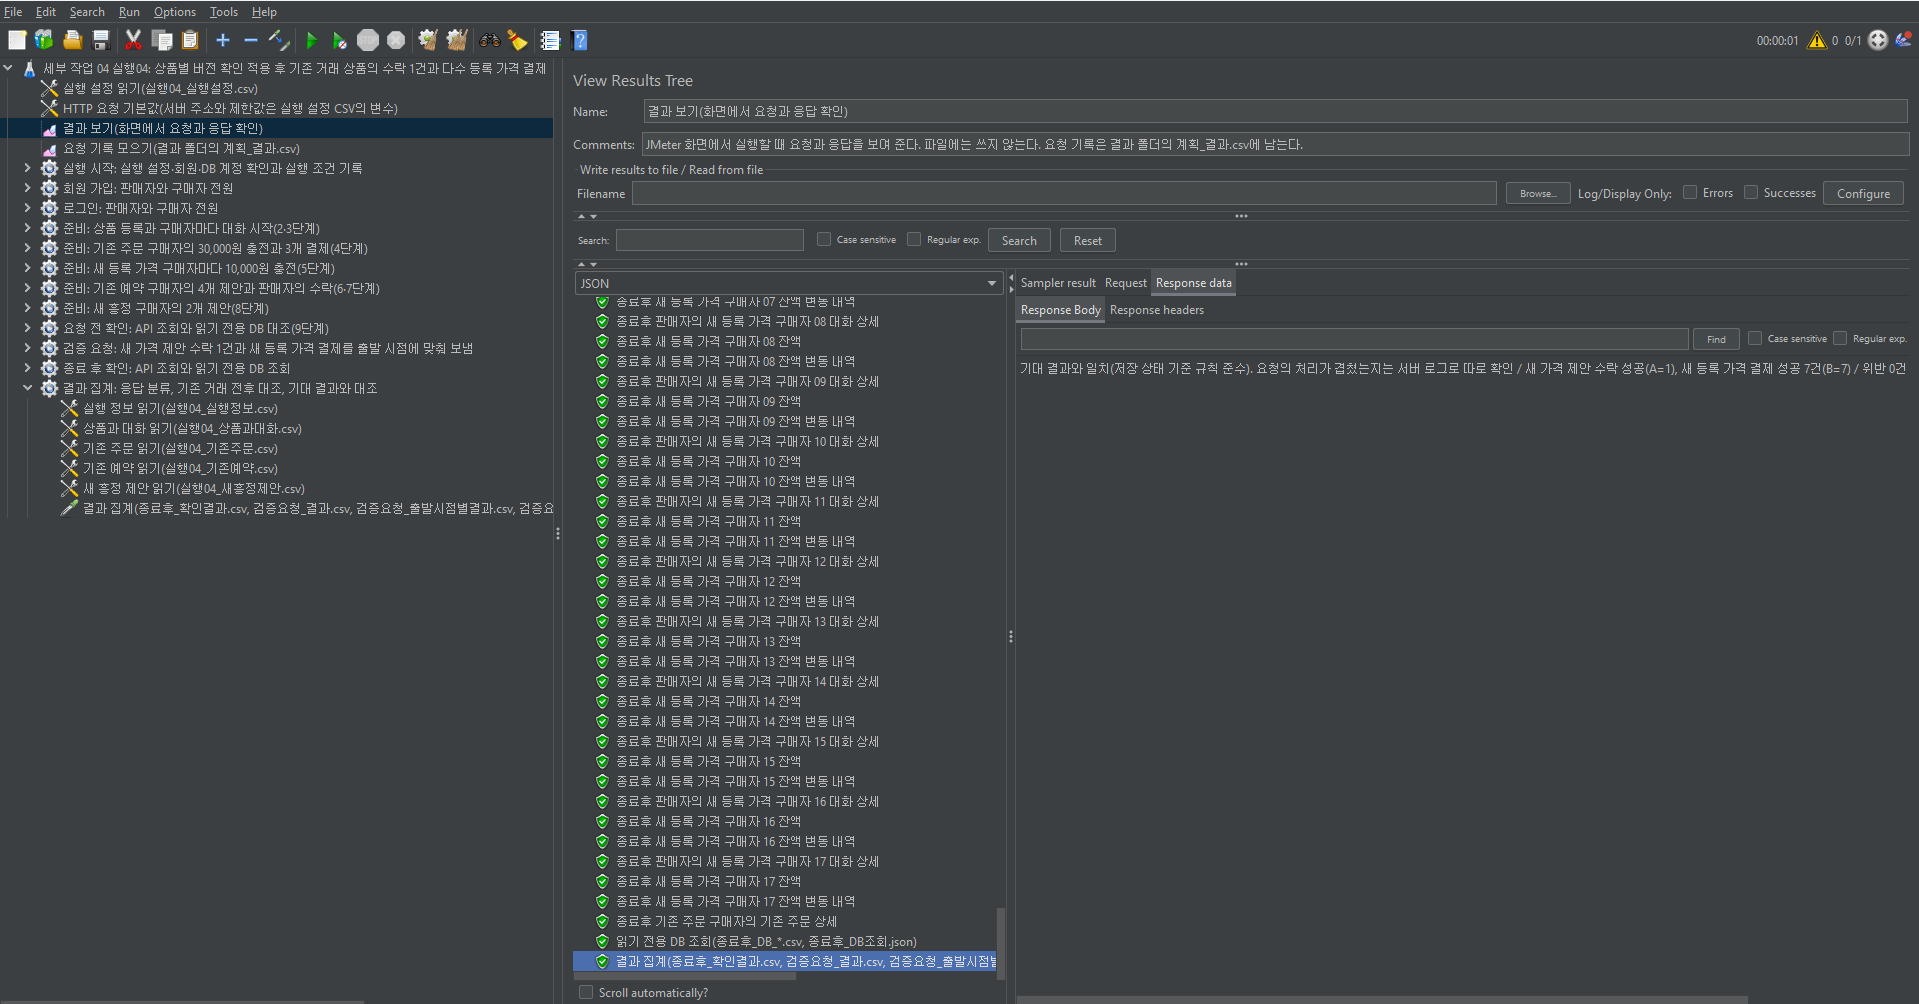 File Edit Search Run Options Tools Help
00:00:01 0 0/1
세부 작업 04 실행04: 상품별 버전 확인 적용 후 기존 거래 상품의 수락 1건과 다수 등록 가격 결제
실행 설정 읽기(실행04_실행설정.csv)
HTTP 요청 기본값(서버 주소와 제한값은 실행 설정 CSV의 변수)
결과 보기(화면에서 요청과 응답 확인)
요청 기록 모으기(결과 폴더의 계획_결과.csv)
실행 시작: 실행 설정·회원·DB 계정 확인과 실행 조건 기록
회원 가입: 판매자와 구매자 전원
로그인: 판매자와 구매자 전원
준비: 상품 등록과 구매자마다 대화 시작(2·3단계)
준비: 기존 주문 구매자의 30,000원 충전과 3개 결제(4단계)
준비: 새 등록 가격 구매자마다 10,000원 충전(5단계)
준비: 기존 예약 구매자의 4개 제안과 판매자의 수락(6·7단계)
준비: 새 흥정 구매자의 2개 제안(8단계)
요청 전 확인: API 조회와 읽기 전용 DB 대조(9단계)
검증 요청: 새 가격 제안 수락 1건과 새 등록 가격 결제를 출발 시점에 맞춰 보냄
종료 후 확인: API 조회와 읽기 전용 DB 조회
결과 집계: 응답 분류, 기존 거래 전후 대조, 기대 결과와 대조
실행 정보 읽기(실행04_실행정보.csv)
상품과 대화 읽기(실행04_상품과대화.csv)
기존 주문 읽기(실행04_기존주문.csv)
기존 예약 읽기(실행04_기존예약.csv)
새 흥정 제안 읽기(실행04_새흥정제안.csv)
결과 집계(종료후_확인결과.csv, 검증요청_결과.csv, 검증요청_출발시점별결과.csv, 검증요
View Results Tree
Name: 결과 보기(화면에서 요청과 응답 확인)
Comments: JMeter 화면에서 실행할 때 요청과 응답을 보여 준다. 파일에는 쓰지 않는다. 요청 기록은 결과 폴더의 계획_결과.csv에 남는다.
Write results to file / Read from file
Filename Browse... Log/Display Only: Errors Successes Configure
Search: Case sensitive Regular exp. Search Reset
JSON
종료후 새 등록 가격 구매자 07 잔액 변동 내역
종료후 판매자의 새 등록 가격 구매자 08 대화 상세
종료후 새 등록 가격 구매자 08 잔액
종료후 새 등록 가격 구매자 08 잔액 변동 내역
종료후 판매자의 새 등록 가격 구매자 09 대화 상세
종료후 새 등록 가격 구매자 09 잔액
종료후 새 등록 가격 구매자 09 잔액 변동 내역
종료후 판매자의 새 등록 가격 구매자 10 대화 상세
종료후 새 등록 가격 구매자 10 잔액
종료후 새 등록 가격 구매자 10 잔액 변동 내역
종료후 판매자의 새 등록 가격 구매자 11 대화 상세
종료후 새 등록 가격 구매자 11 잔액
종료후 새 등록 가격 구매자 11 잔액 변동 내역
종료후 판매자의 새 등록 가격 구매자 12 대화 상세
종료후 새 등록 가격 구매자 12 잔액
종료후 새 등록 가격 구매자 12 잔액 변동 내역
종료후 판매자의 새 등록 가격 구매자 13 대화 상세
종료후 새 등록 가격 구매자 13 잔액
종료후 새 등록 가격 구매자 13 잔액 변동 내역
종료후 판매자의 새 등록 가격 구매자 14 대화 상세
종료후 새 등록 가격 구매자 14 잔액
종료후 새 등록 가격 구매자 14 잔액 변동 내역
종료후 판매자의 새 등록 가격 구매자 15 대화 상세
종료후 새 등록 가격 구매자 15 잔액
종료후 새 등록 가격 구매자 15 잔액 변동 내역
종료후 판매자의 새 등록 가격 구매자 16 대화 상세
종료후 새 등록 가격 구매자 16 잔액
종료후 새 등록 가격 구매자 16 잔액 변동 내역
종료후 판매자의 새 등록 가격 구매자 17 대화 상세
종료후 새 등록 가격 구매자 17 잔액
종료후 새 등록 가격 구매자 17 잔액 변동 내역
종료후 기존 주문 구매자의 기존 주문 상세
읽기 전용 DB 조회(종료후_DB_*.csv, 종료후_DB조회.json)
결과 집계(종료후_확인결과.csv, 검증요청_결과.csv, 검증요청_출발시점별
Scroll automatically?
Sampler result Request Response data
Response Body Response headers
Find Case sensitive Regular exp.
기대 결과와 일치(저장 상태 기준 규칙 준수). 요청의 처리가 겹쳤는지는 서버 로그로 따로 확인 / 새 가격 제안 수락 성공(A=1), 새 등록 가격 결제 성공 7건(B=7) / 위반 0건